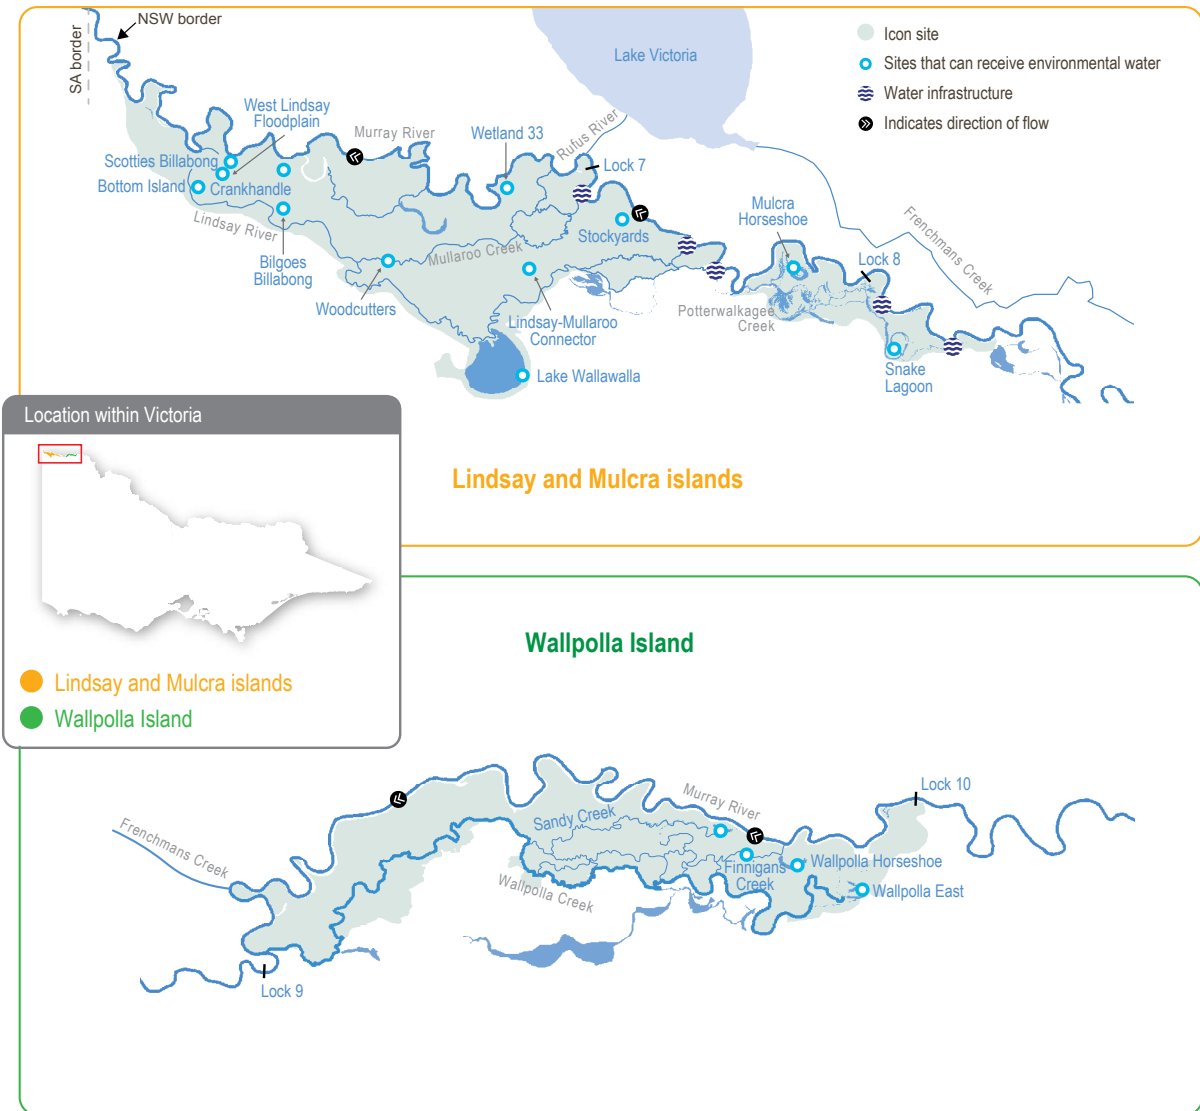 NSW border
SA border
Lake Victoria
Icon site
Sites that can receive environmental water
Water infrastructure
Indicates direction of flow
West Lindsay
Floodplain
Murray River
Wetland 33
Rufus River
Lock 7
Scotties Billabong
Bottom Island
Crankhandle
Lindsay River
Bilgoes
Billabong
Woodcutters
Mullaroo Creek
Stockyards
Lindsay-Mullaroo
Connector
Lake Wallawalla
Mulcra
Horseshoe
Lock 8
Frenchmans Creek
Potterwalkagee
Creek
Snake
Lagoon
Location within Victoria
Lindsay and Mulcra islands
Wallpolla Island
Lindsay and Mulcra islands
Wallpolla Island
Frenchmans Creek
Sandy Creek
Murray River
Lock 10
Finnigans
Creek
Wallpolla Horseshoe
Wallpolla East
Wallpolla Creek
Lock 9